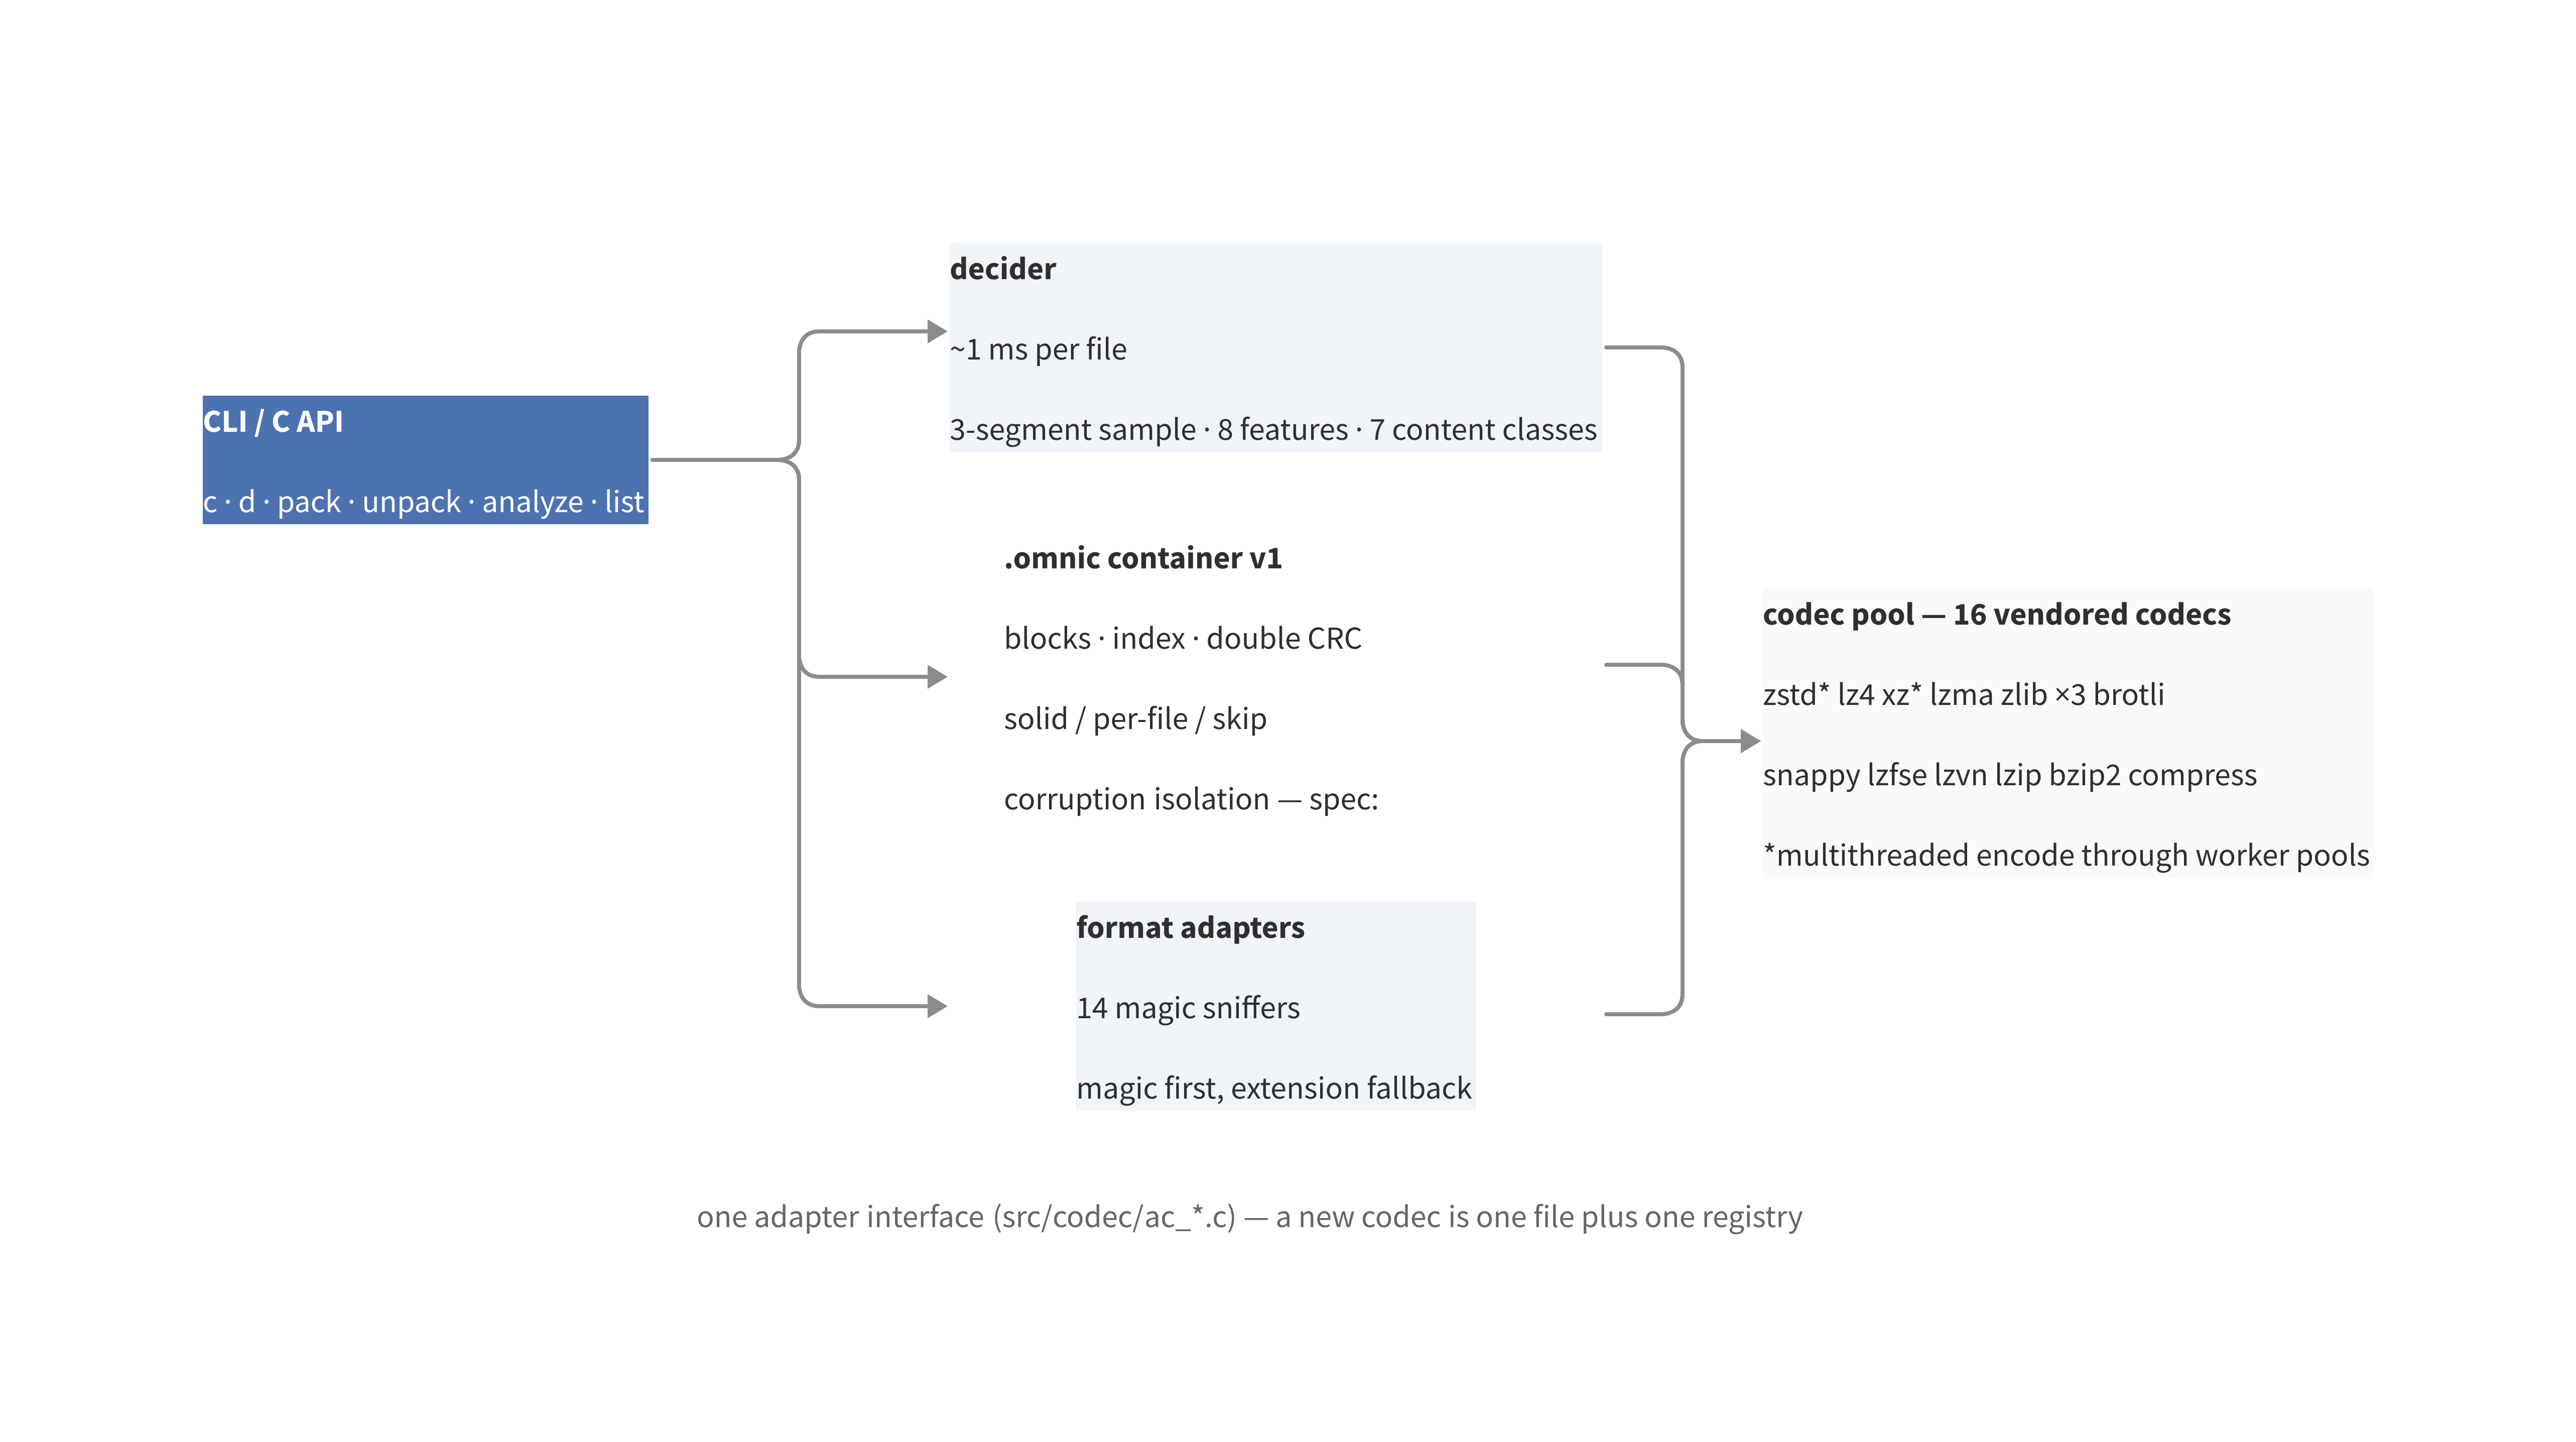 CLI / C API
c · d · pack · unpack · analyze · list
decider
~1 ms per file
3-segment sample · 8 features · 7 content classes
.omnic container v1
blocks · index · double CRC
solid / per-file / skip
corruption isolation — spec:
format adapters
14 magic sniffers
magic first, extension fallback
codec pool — 16 vendored codecs
zstd* lz4 xz* lzma zlib ×3 brotli
snappy lzfse lzvn lzip bzip2 compress
*multithreaded encode through worker pools
one adapter interface (src/codec/ac_*.c) — a new codec is one file plus one registry